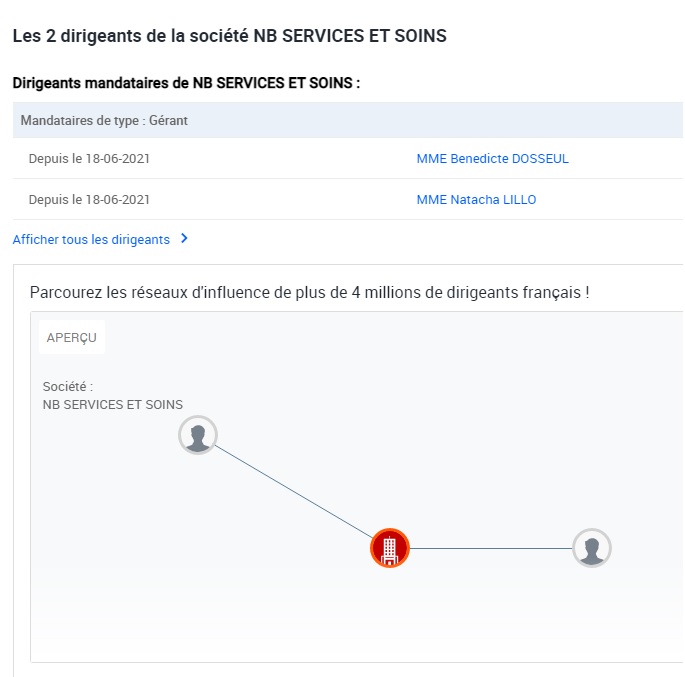 Les 2 dirigeants de la société NB SERVICES ET SOINS
Dirigeants mandataires de NB SERVICES ET SOINS :
Mandataires de type : Gérant
Depuis le 18-06-2021 MME Benedicte DOSSEUL
Depuis le 18-06-2021 MME Natacha LILLO
Afficher tous les dirigeants
Parcourez les réseaux d'influence de plus de 4 millions de dirigeants français !
APERÇU
Société :
NB SERVICES ET SOINS